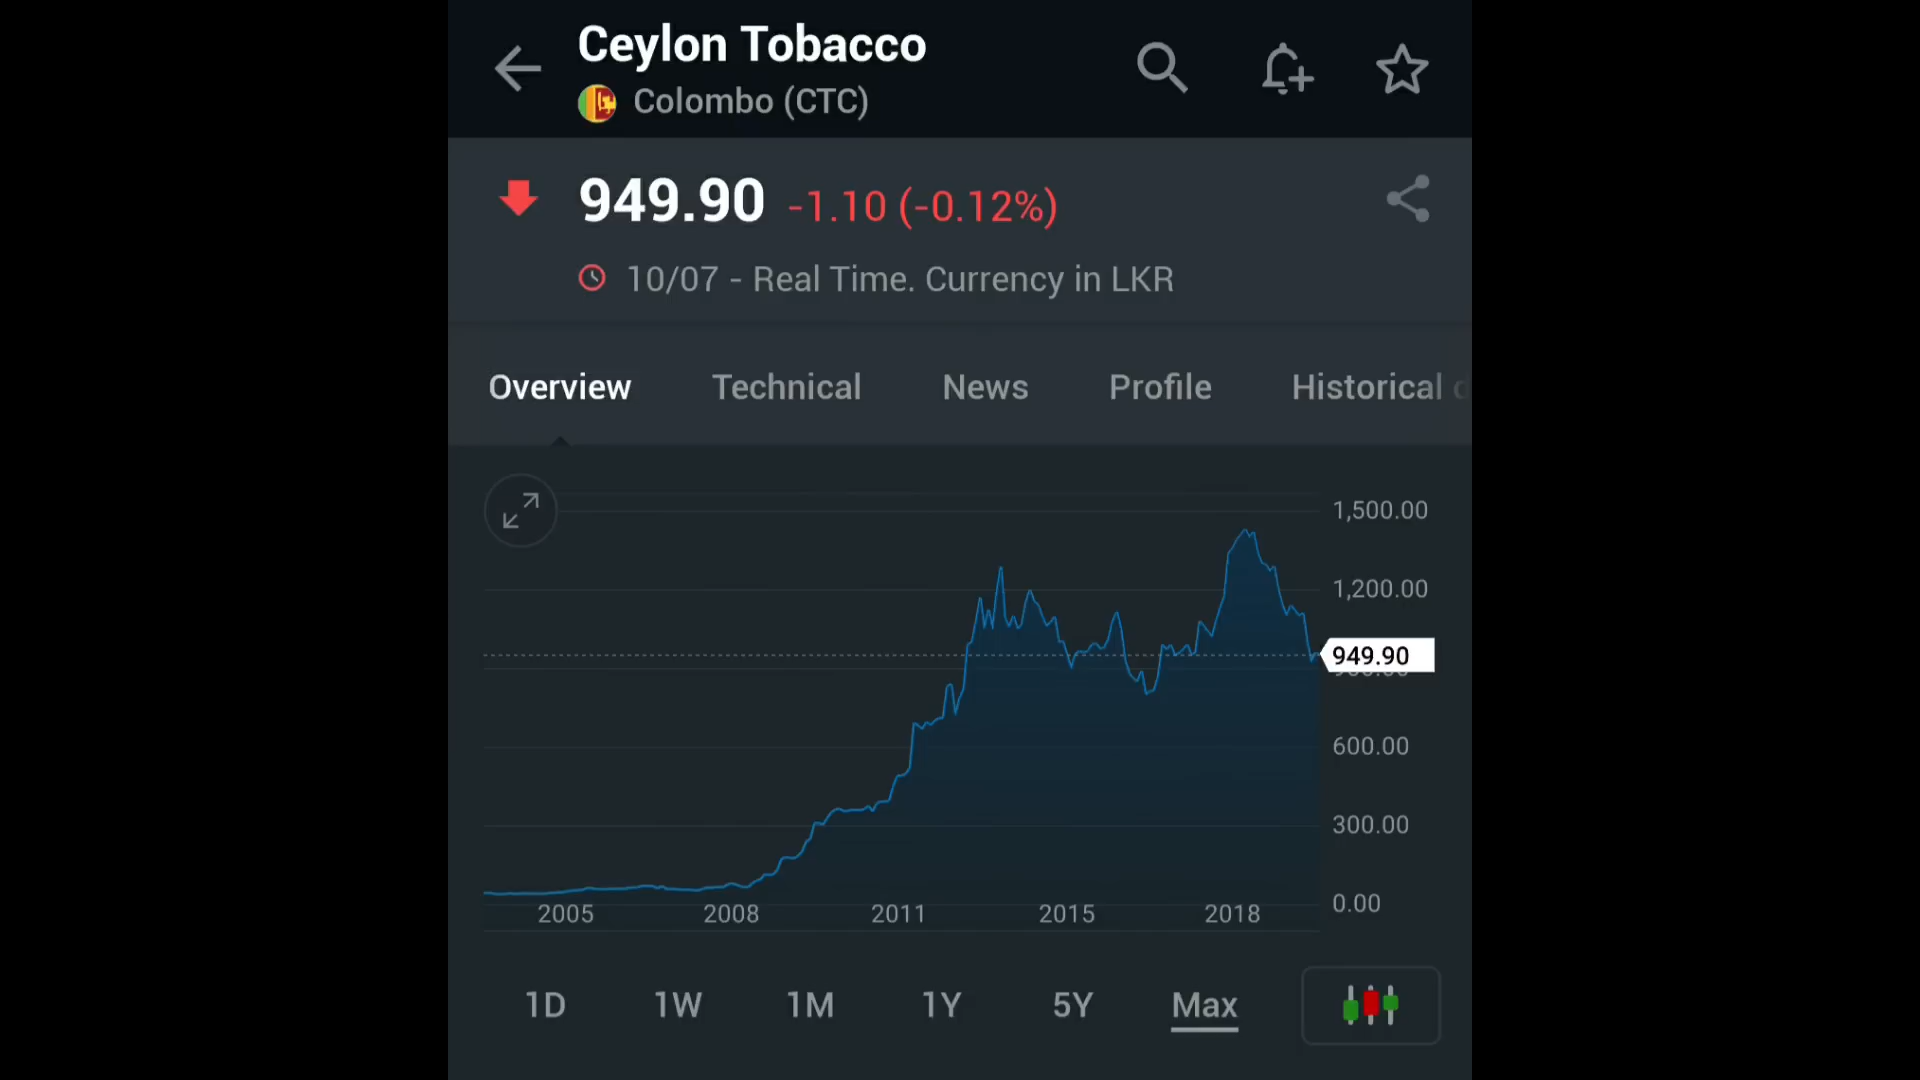 Ceylon Tobacco
Colombo (CTC)
949.90 -1.10 (-0.12%)
10/07 - Real Time. Currency in LKR
Overview Technical News Profile Historical d
1,500.00
1,200.00
949.90
900.00
600.00
300.00
0.00
2005 2008 2011 2015 2018
1D 1W 1M 1Y 5Y Max